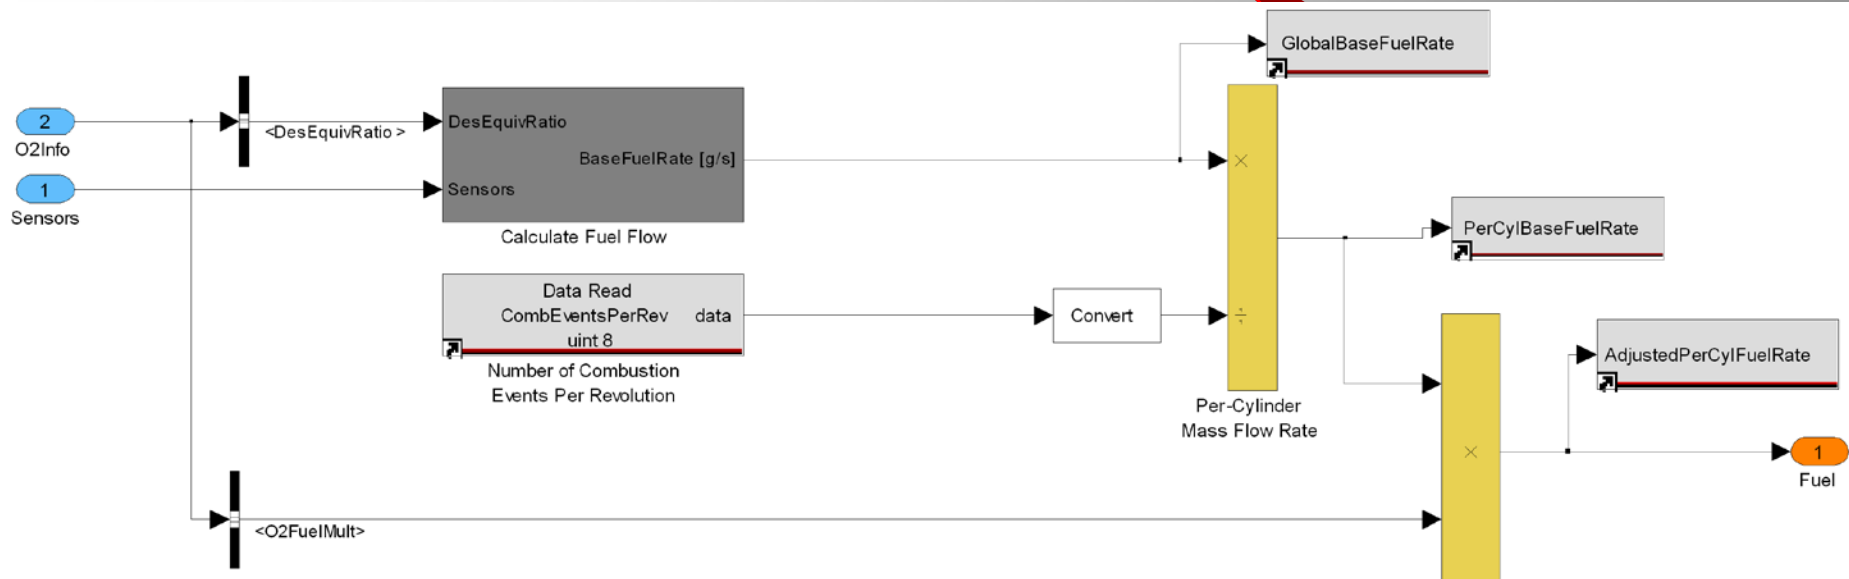 GlobalBaseFuelRate
2
O2Info
<DesEquivRatio >
DesEquivRatio
BaseFuelRate [g/s]
×
1
Sensors
Sensors
Calculate Fuel Flow
PerCylBaseFuelRate
Data Read
CombEventsPerRev data
uint 8
Convert
÷
Number of Combustion
Events Per Revolution
AdjustedPerCylFuelRate
Per-Cylinder
Mass Flow Rate
×
1
Fuel
<O2FuelMult>